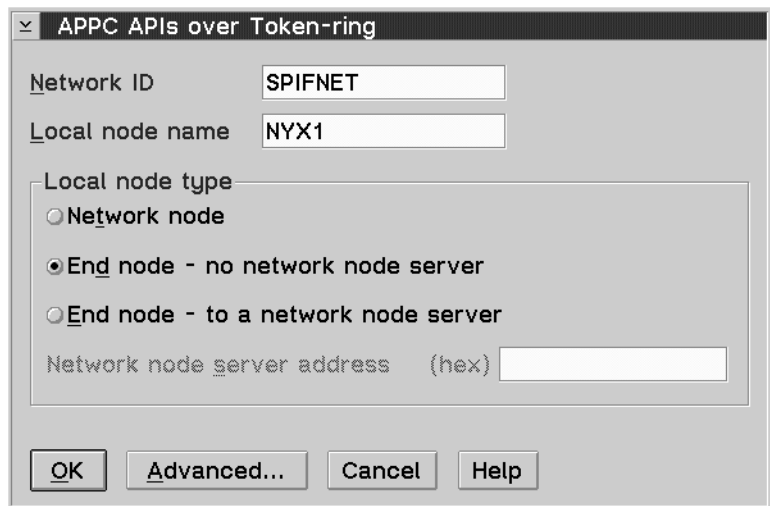 APPC APIs over Token-ring
Network ID SPIFNET
Local node name NYX1
Local node type
Network node
End node - no network node server
End node - to a network node server
Network node server address (hex)
OK Advanced... Cancel Help